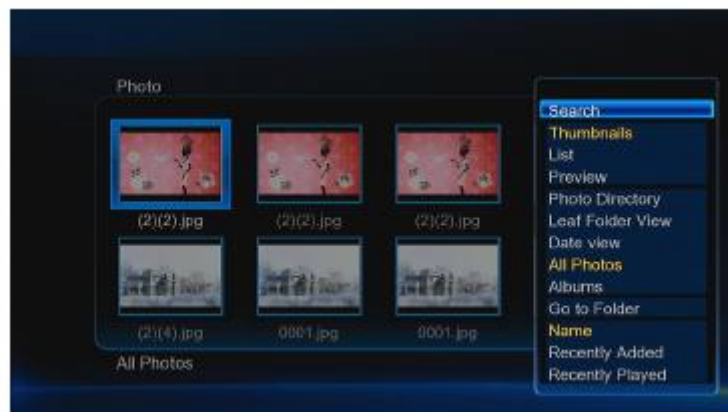 Photo
(2)(2).jpg
(2)(2).jpg
(2)(2).jpg
(2)(4).jpg
0001.jpg
0001.jpg
All Photos
Search
Thumbnails
List
Preview
Photo Directory
Leaf Folder View
Date view
All Photos
Albums
Go to Folder
Name
Recently Added
Recently Played